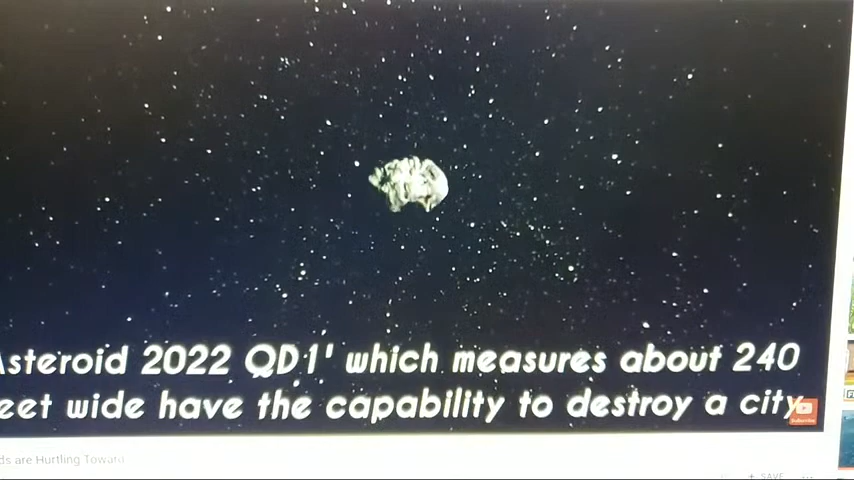 Asteroid 2022 QD1' which measures about 240
eet wide have the capability to destroy a city
Subscribe
ds are Hurtling Toward
SAVE